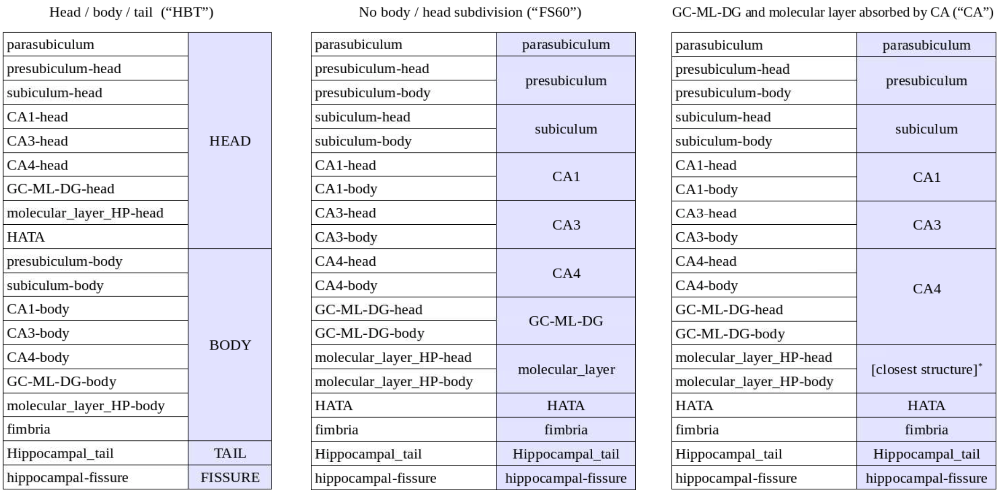 Head / body / tail (“HBT”)
parasubiculum
presubiculum-head
subiculum-head
CA1-head
CA3-head
CA4-head
GC-ML-DG-head
molecular_layer_HP-head
HATA
HEAD
presubiculum-body
subiculum-body
CA1-body
CA3-body
CA4-body
GC-ML-DG-body
molecular_layer_HP-body
fimbria
BODY
Hippocampal_tail
TAIL
hippocampal-fissure
FISSURE
No body / head subdivision (“FS60”)
parasubiculum
parasubiculum
presubiculum-head
presubiculum-body
presubiculum
subiculum-head
subiculum-body
subiculum
CA1-head
CA1-body
CA1
CA3-head
CA3-body
CA3
CA4-head
CA4-body
CA4
GC-ML-DG-head
GC-ML-DG-body
GC-ML-DG
molecular_layer_HP-head
molecular_layer_HP-body
molecular_layer
HATA
HATA
fimbria
fimbria
Hippocampal_tail
Hippocampal_tail
hippocampal-fissure
hippocampal-fissure
GC-ML-DG and molecular layer absorbed by CA (“CA”)
parasubiculum
parasubiculum
presubiculum-head
presubiculum-body
presubiculum
subiculum-head
subiculum-body
subiculum
CA1-head
CA1-body
CA1
CA3-head
CA3-body
CA3
CA4-head
CA4-body
GC-ML-DG-head
GC-ML-DG-body
CA4
molecular_layer_HP-head
molecular_layer_HP-body
[closest structure]*
HATA
HATA
fimbria
fimbria
Hippocampal_tail
Hippocampal_tail
hippocampal-fissure
hippocampal-fissure